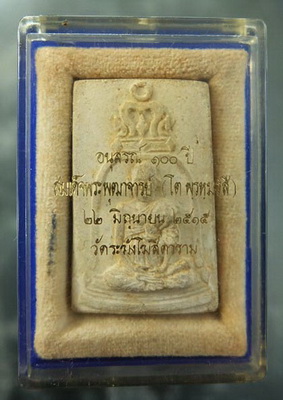 อนุสรณ์ ๑๐๐ ปี
สมเด็จพระพุฒาจารย์ (โต พรหมรังสี)
๒๒ มิถุนายน ๒๕๑๕
วัดระฆังโฆสิตาราม